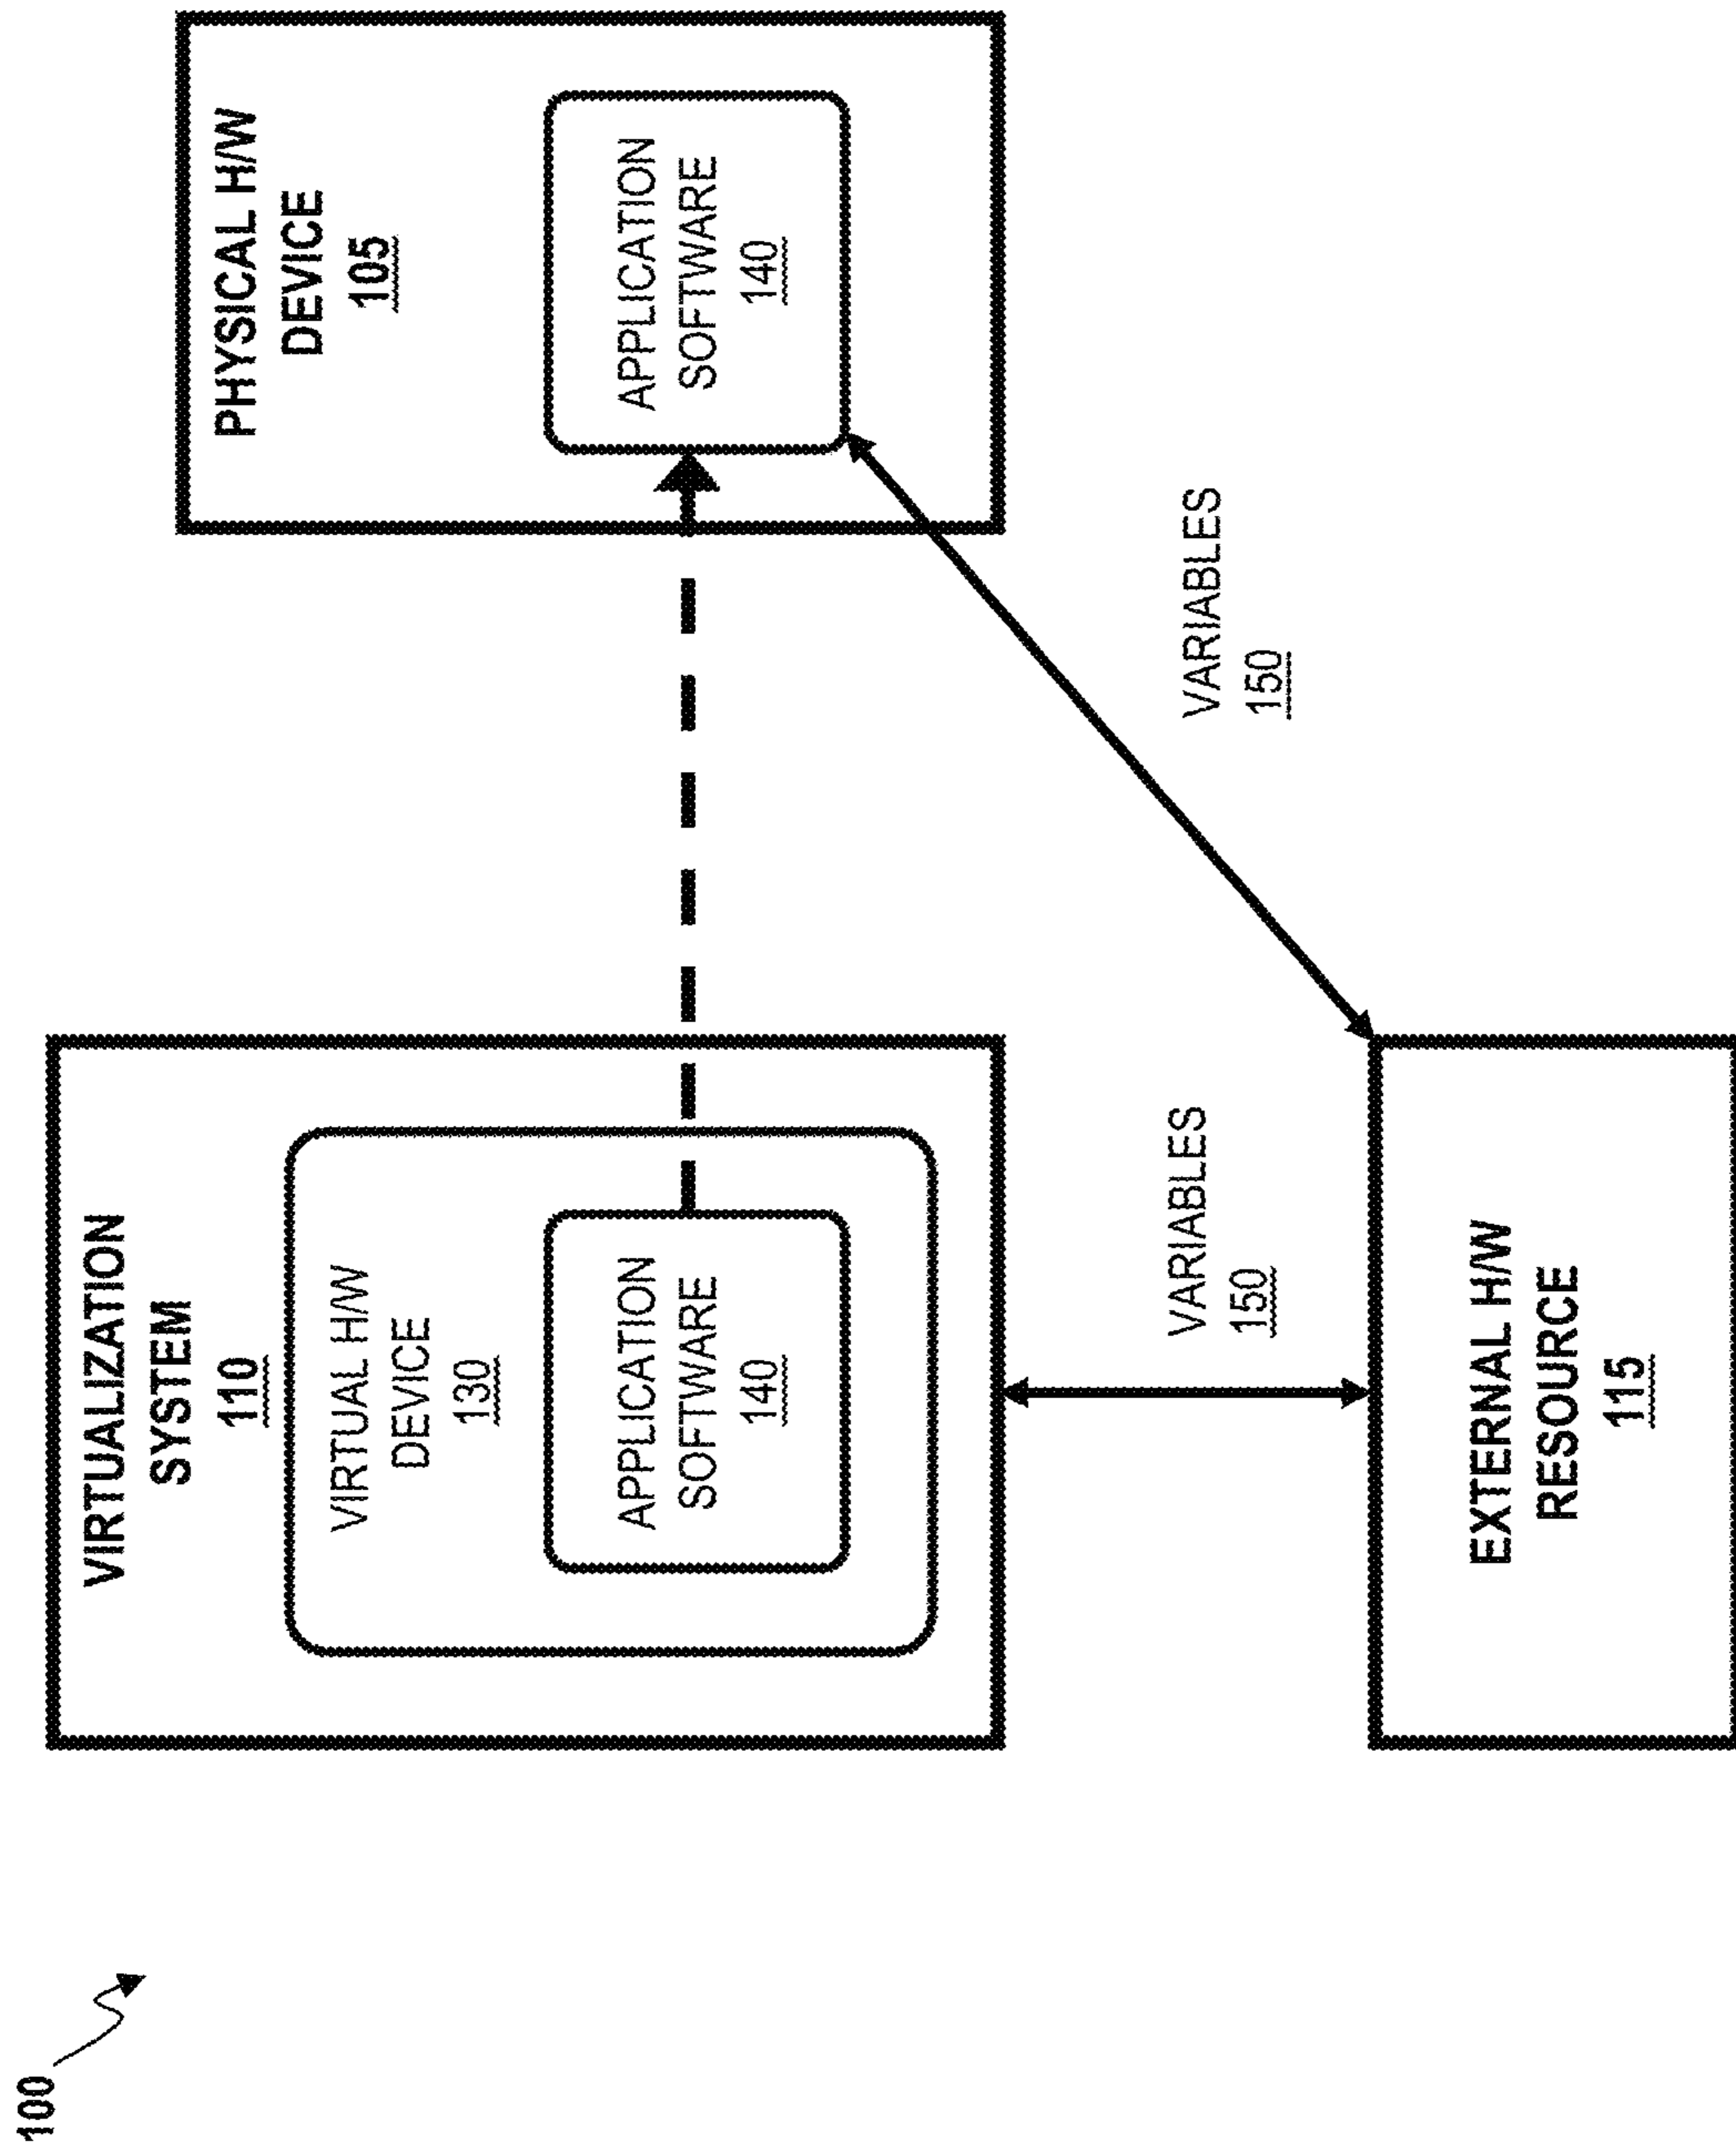 100
VIRTUALIZATION
SYSTEM
110
VIRTUAL H/W
DEVICE
130
APPLICATION
SOFTWARE
140
PHYSICAL H/W
DEVICE
105
APPLICATION
SOFTWARE
140
VARIABLES
150
VARIABLES
150
EXTERNAL H/W
RESOURCE
115